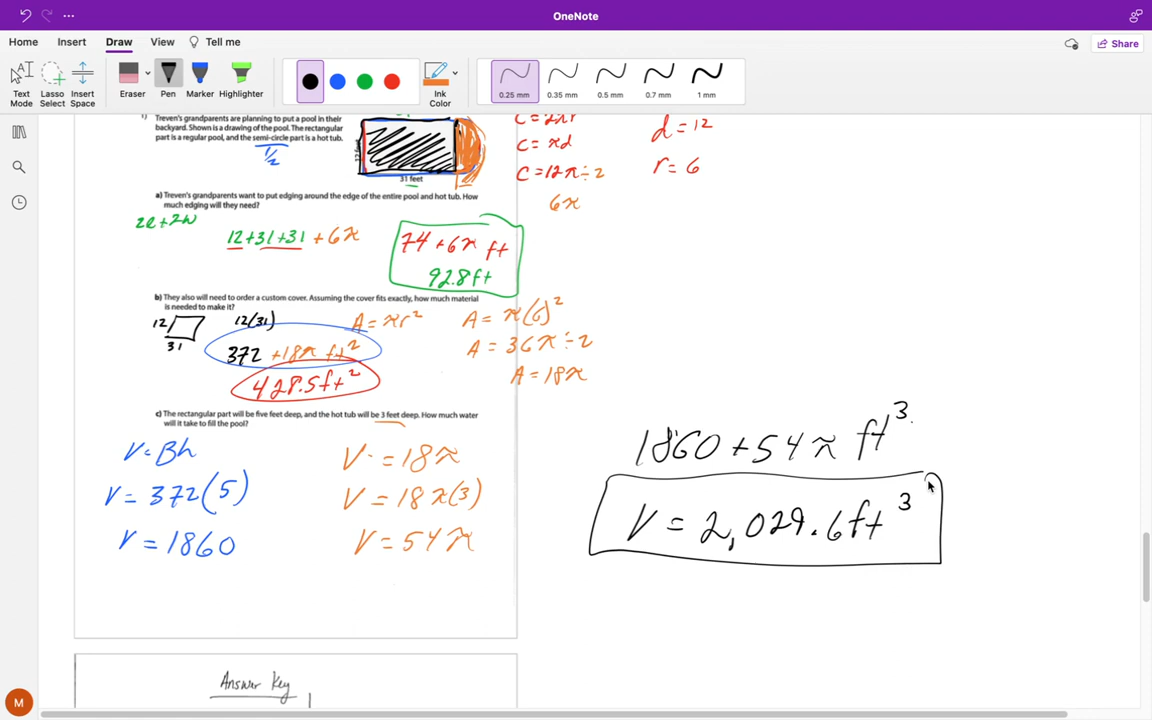 OneNote
Home Insert Draw View Tell me
Share
Text Mode
Lasso Select
Insert Space
Eraser
Pen
Marker
Highlighter
Ink Color
0.25 mm
0.35 mm
0.5 mm
0.7 mm
1 mm
Treven's grandparents are planning to put a pool in their
backyard. Shown is a drawing of the pool. The rectangular
part is a regular pool, and the semi-circle part is a hot tub.
1/2
31 feet
C = 2πr
C = πd
C = 12π ÷ 2
6π
d = 12
r = 6
a) Treven's grandparents want to put edging around the edge of the entire pool and hot tub. How
much edging will they need?
2l + 2w
12 + 31 + 31 + 6π
74 + 6π ft
92.8 ft
b) They also will need to order a custom cover. Assuming the cover fits exactly, how much material
is needed to make it?
12
31
12(31)
372 + 18π ft²
428.5 ft²
A = πr²
A = π(6)²
A = 36π ÷ 2
A = 18π
c) The rectangular part will be five feet deep, and the hot tub will be 3 feet deep. How much water
will it take to fill the pool?
V = Bh
V = 372(5)
V = 1860
V = 18π
V = 18π(3)
V = 54π
1860 + 54π ft³
V = 2,029.6 ft³
Answer Key
M